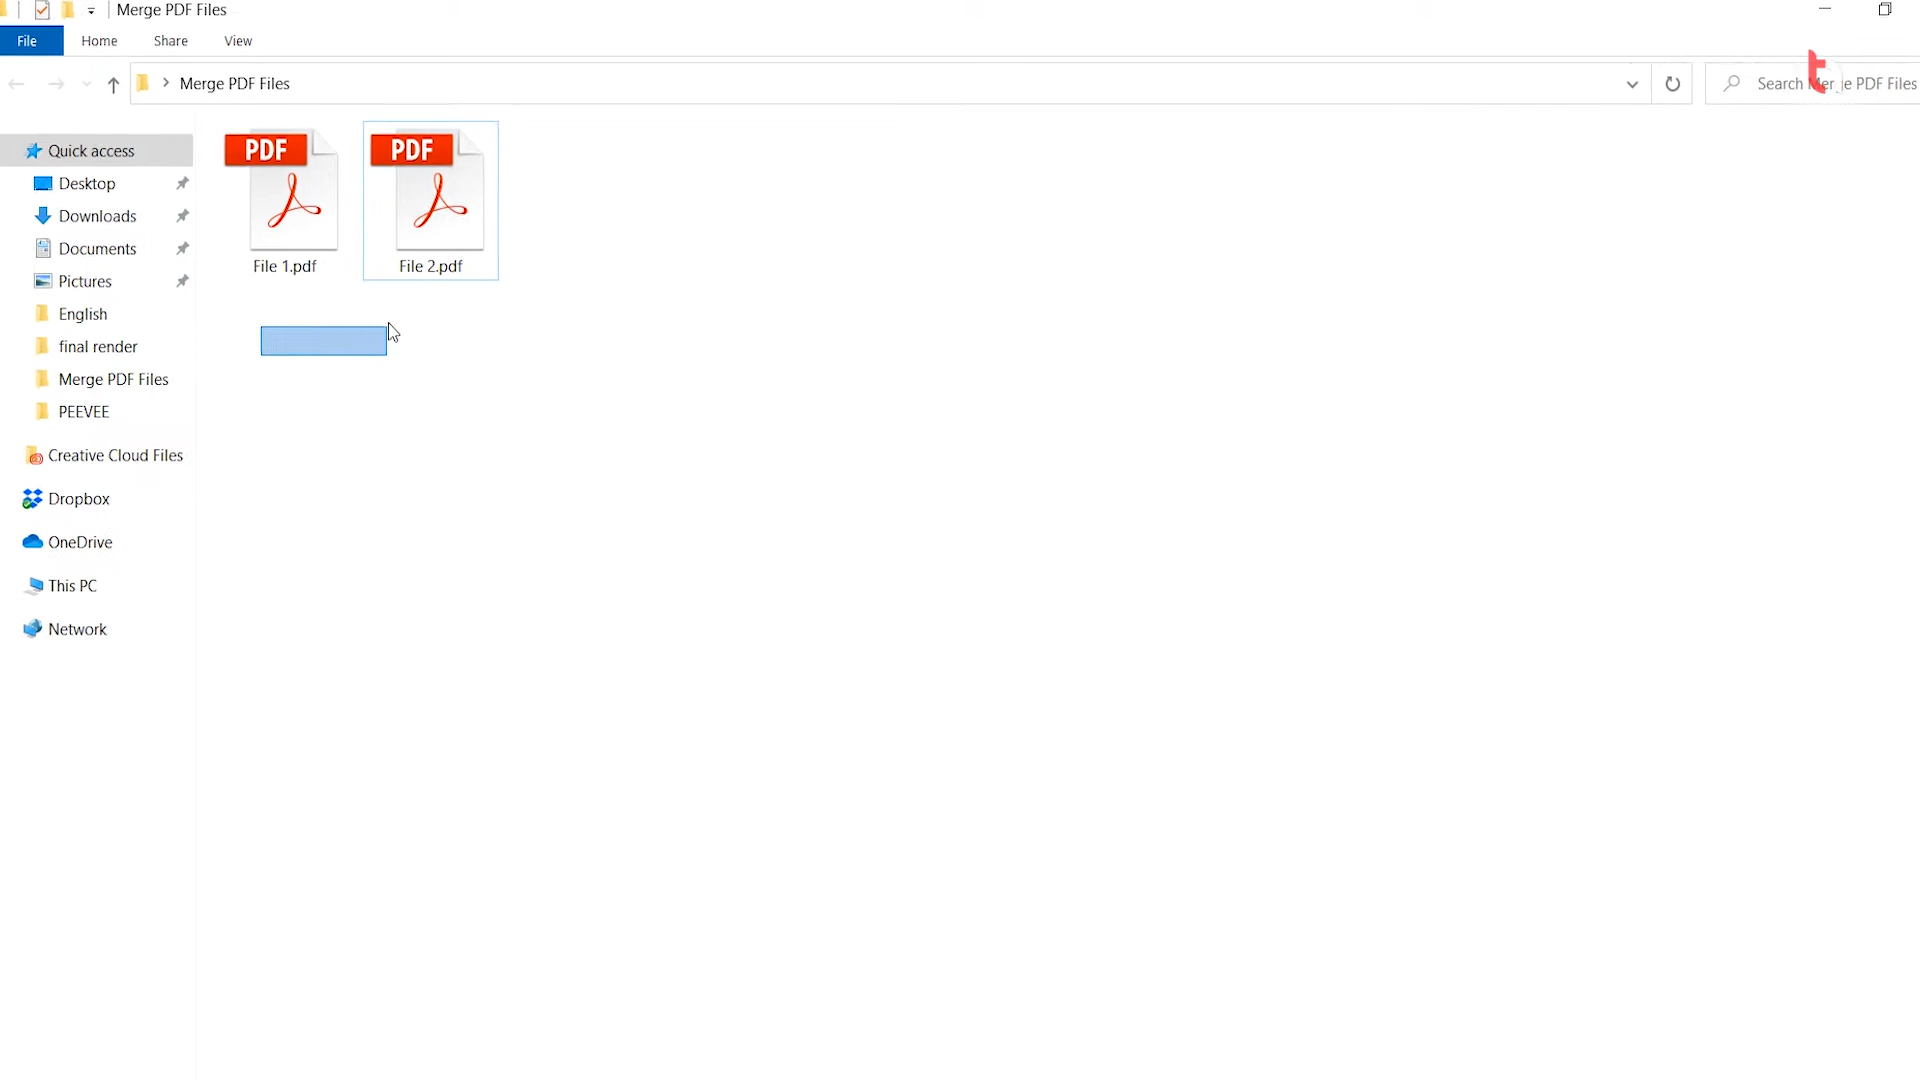 Merge PDF Files
File
Home
Share
View
Merge PDF Files
Search Merge PDF Files
t
Quick access
Desktop
Downloads
Documents
Pictures
English
final render
Merge PDF Files
PEEVEE
Creative Cloud Files
Dropbox
OneDrive
This PC
Network
PDF
File 1.pdf
PDF
File 2.pdf